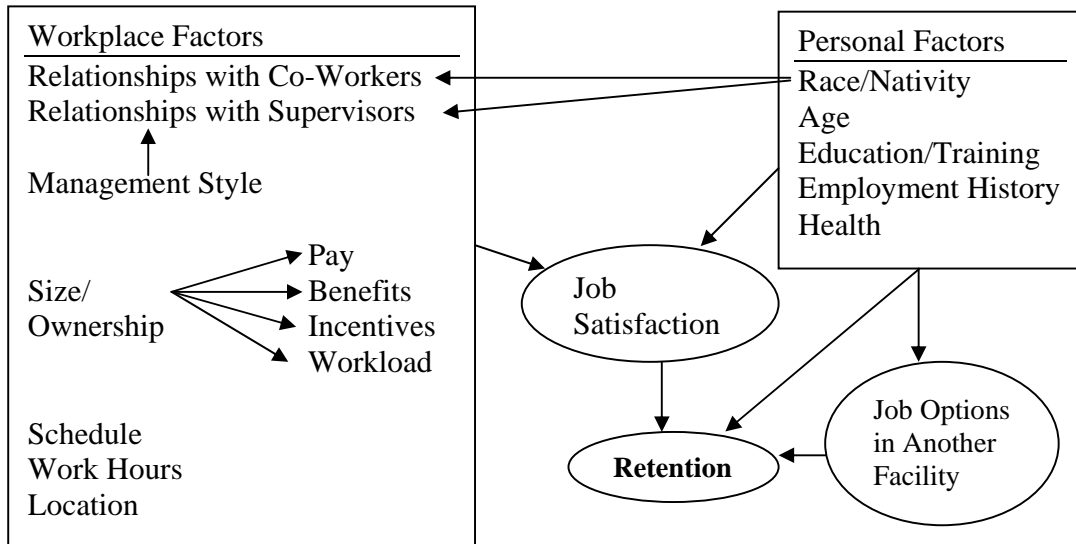 Workplace Factors
Relationships with Co-Workers
Relationships with Supervisors
Management Style
Size/
Ownership
Pay
Benefits
Incentives
Workload
Schedule
Work Hours
Location
Personal Factors
Race/Nativity
Age
Education/Training
Employment History
Health
Job
Satisfaction
Retention
Job Options
in Another
Facility